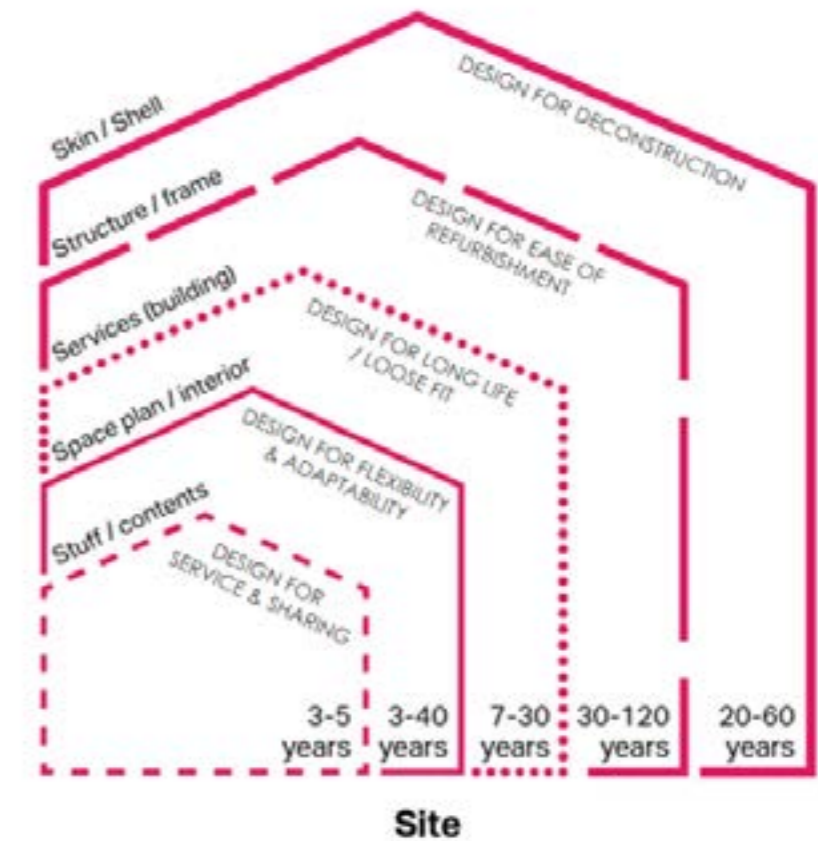 Skin / Shell
DESIGN FOR DECONSTRUCTION
Structure / frame
DESIGN FOR EASE OF
REFURBISHMENT
Services (building)
DESIGN FOR LONG LIFE
/ LOOSE FIT
Space plan / interior
DESIGN FOR FLEXIBILITY
& ADAPTABILITY
Stuff / contents
DESIGN FOR
SERVICE & SHARING
3-5
years
3-40
years
7-30
years
30-120
years
20-60
years
Site